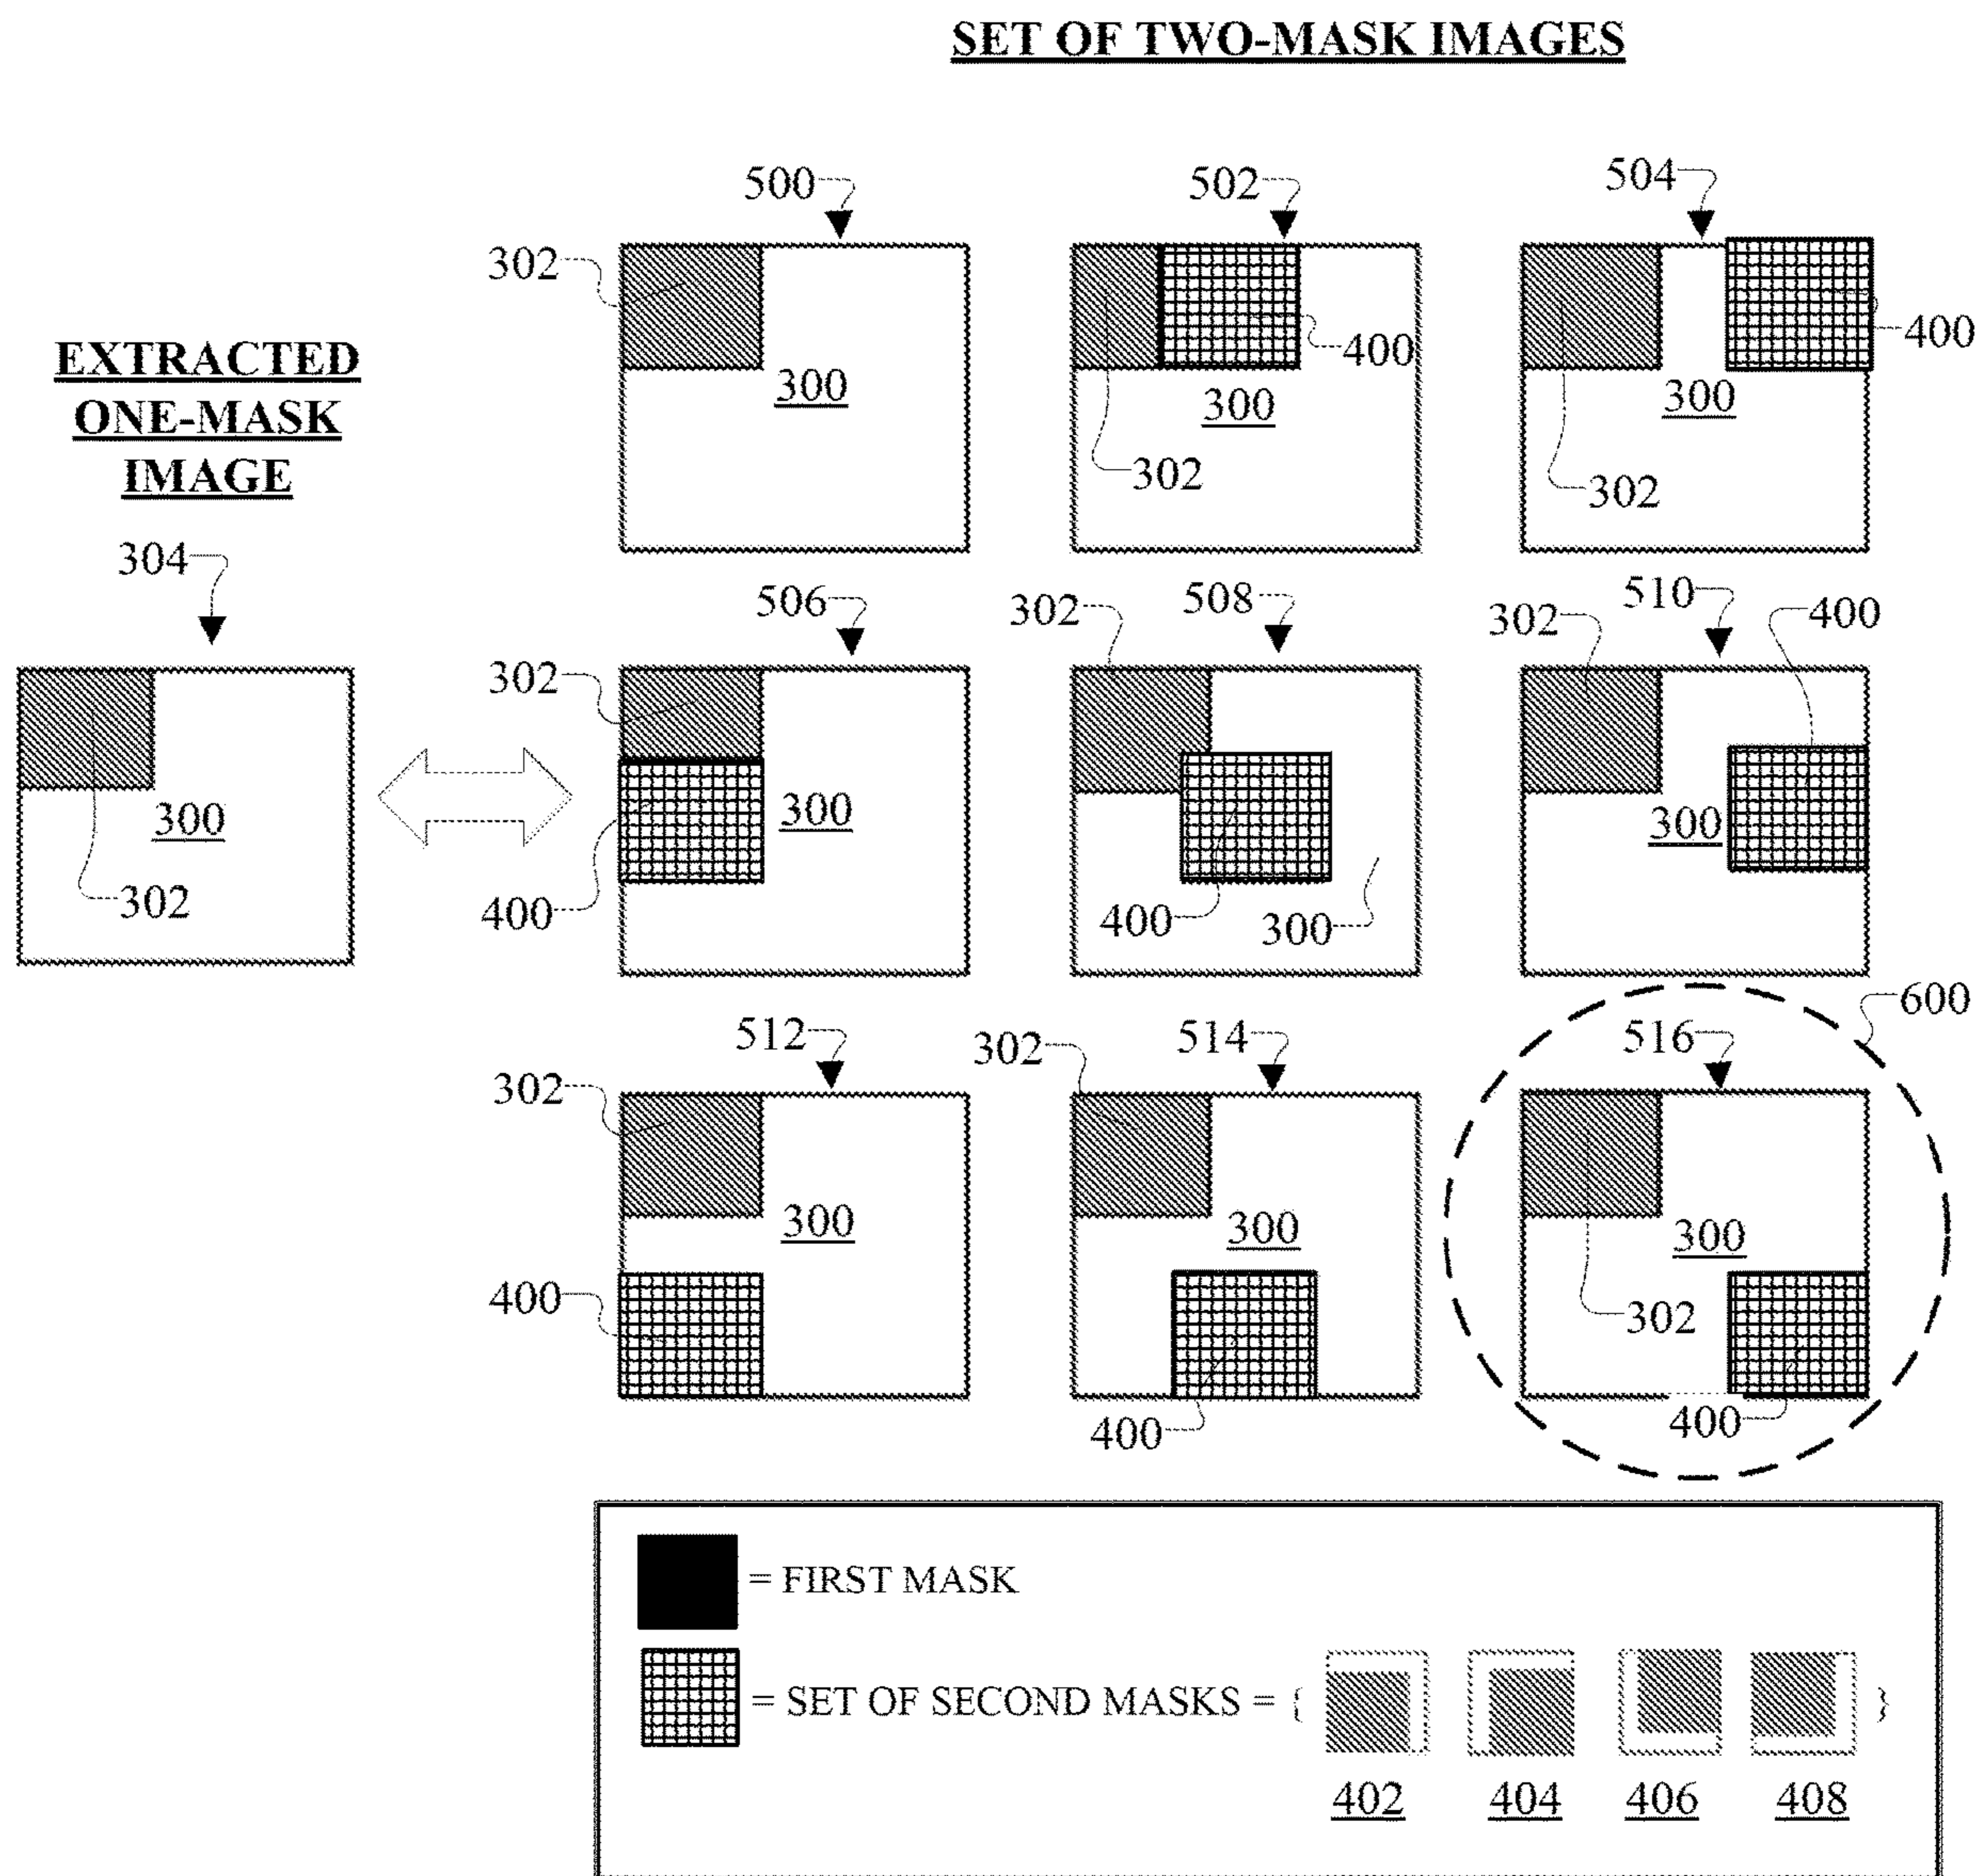 SET OF TWO-MASK IMAGES
500 502 504
302
400 400
300 300 300
302 302
EXTRACTED
ONE-MASK
IMAGE
304
506 302 508 302 510 400
302
300 300 300
302 400 400 300
600
512 302 514 516
302
300 300 300
400 302
400 400
= FIRST MASK
= SET OF SECOND MASKS = { }
402 404 406 408